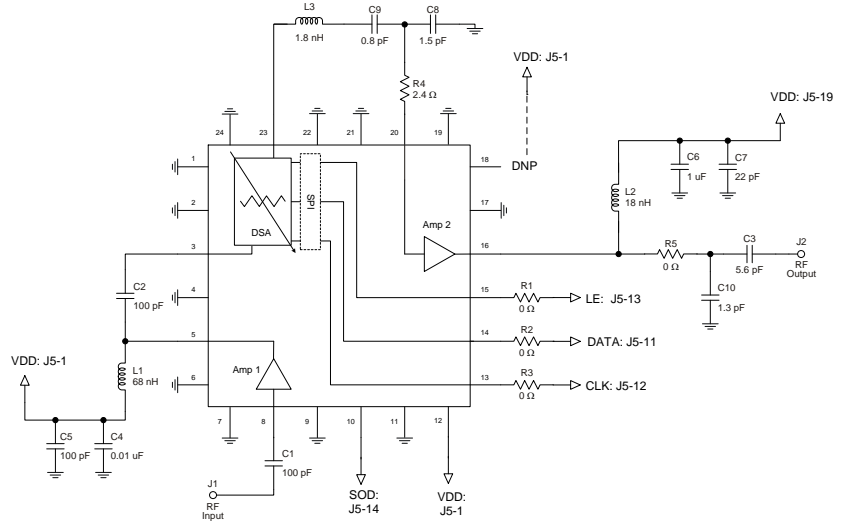 L3
1.8 nH
C9
0.8 pF
C8
1.5 pF
R4
2.4 Ω
VDD: J5-1
VDD: J5-19
24
23
22
21
20
19
1
2
3
4
5
6
18
DNP
17
16
15
14
13
DSA
SPI
Amp 2
Amp 1
C6
1 uF
C7
22 pF
L2
18 nH
R5
0 Ω
C3
5.6 pF
J2
RF
Output
C10
1.3 pF
R1
0 Ω
LE: J5-13
R2
0 Ω
DATA: J5-11
R3
0 Ω
CLK: J5-12
C2
100 pF
VDD: J5-1
L1
68 nH
C5
100 pF
C4
0.01 uF
7
8
9
10
11
12
C1
100 pF
J1
RF
Input
SOD:
J5-14
VDD:
J5-1